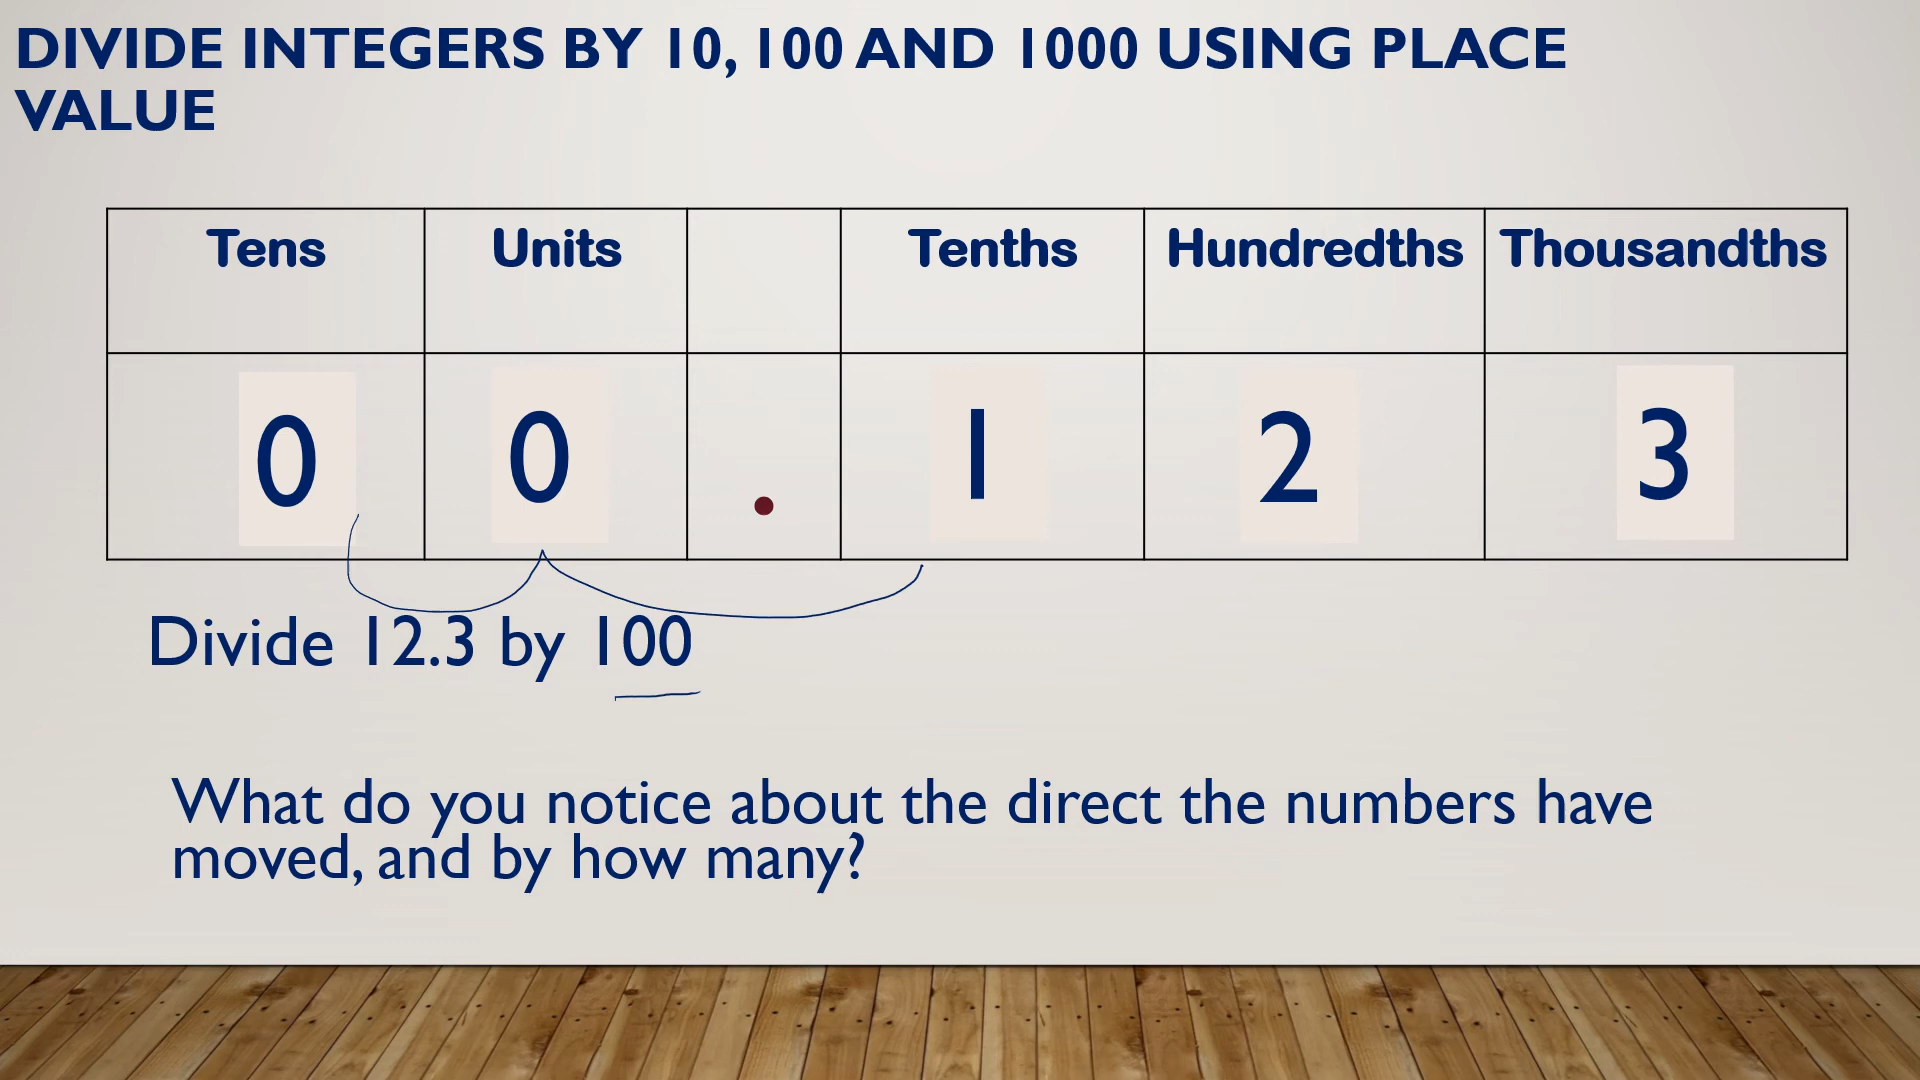 DIVIDE INTEGERS BY 10, 100 AND 1000 USING PLACE
VALUE
Tens Units Tenths Hundredths Thousandths
0 0 . 1 2 3
Divide 12.3 by 100
What do you notice about the direct the numbers have
moved, and by how many?